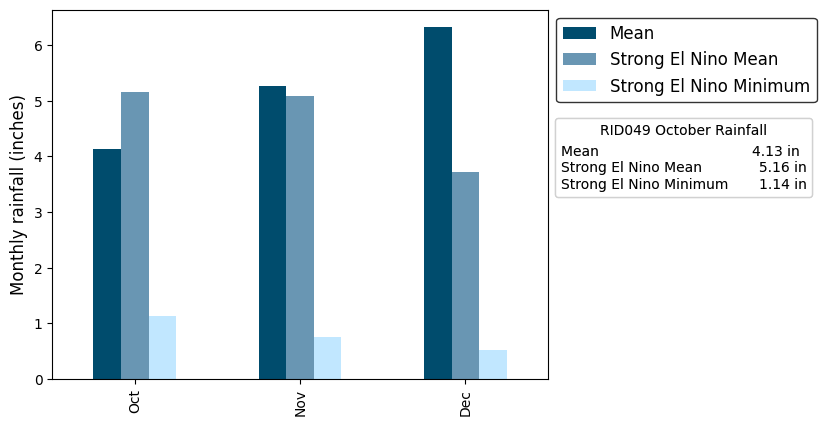 Monthly rainfall (inches)
6
5
4
3
2
1
0
Oct
Nov
Dec
Mean
Strong El Nino Mean
Strong El Nino Minimum
RID049 October Rainfall
Mean 4.13 in
Strong El Nino Mean 5.16 in
Strong El Nino Minimum 1.14 in